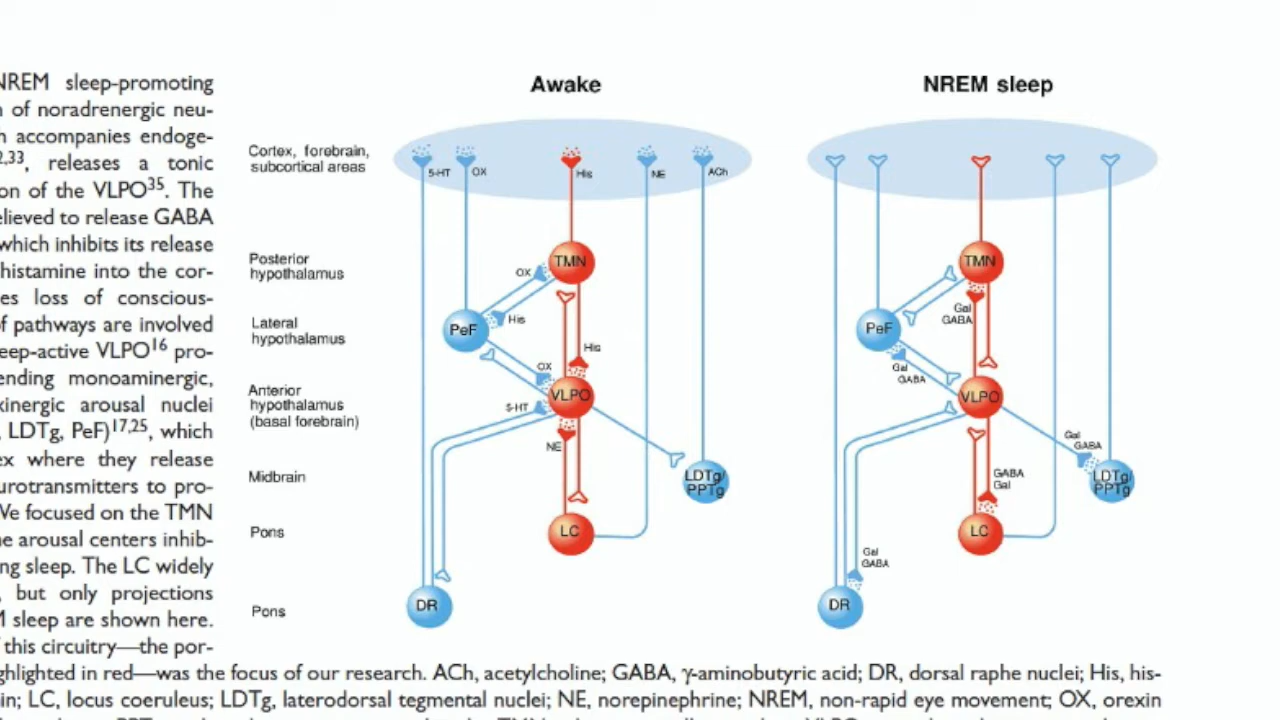 NREM sleep-promoting
of noradrenergic neu-
accompanies endoge-
33, releases a tonic
on of the VLPO35. The
elieved to release GABA
which inhibits its release
histamine into the cor-
es loss of conscious-
of pathways are involved
eep-active VLPO16 pro-
ending monoaminergic,
kinergic arousal nuclei
LDTg, PeF)17,25, which
ex where they release
urotransmitters to pro-
We focused on the TMN
he arousal centers inhib-
ng sleep. The LC widely
, but only projections
M sleep are shown here.
f this circuitry—the por-
ghlighted in red—was the focus of our research. ACh, acetylcholine; GABA, γ-aminobutyric acid; DR, dorsal raphe nuclei; His, his-
in; LC, locus coeruleus; LDTg, laterodorsal tegmental nuclei; NE, norepinephrine; NREM, non-rapid eye movement; OX, orexin
Awake
NREM sleep
Cortex, forebrain,
subcortical areas
Posterior
hypothalamus
Lateral
hypothalamus
Anterior
hypothalamus
(basal forebrain)
Midbrain
Pons
Pons
5-HT
OX
His
NE
ACh
TMN
OX
His
PeF
His
OX
VLPO
5-HT
NE
LDTg/
PPTg
LC
DR
TMN
Gal
GABA
PeF
Gal
GABA
VLPO
Gal
GABA
LDTg/
PPTg
GABA
Gal
LC
Gal
GABA
DR